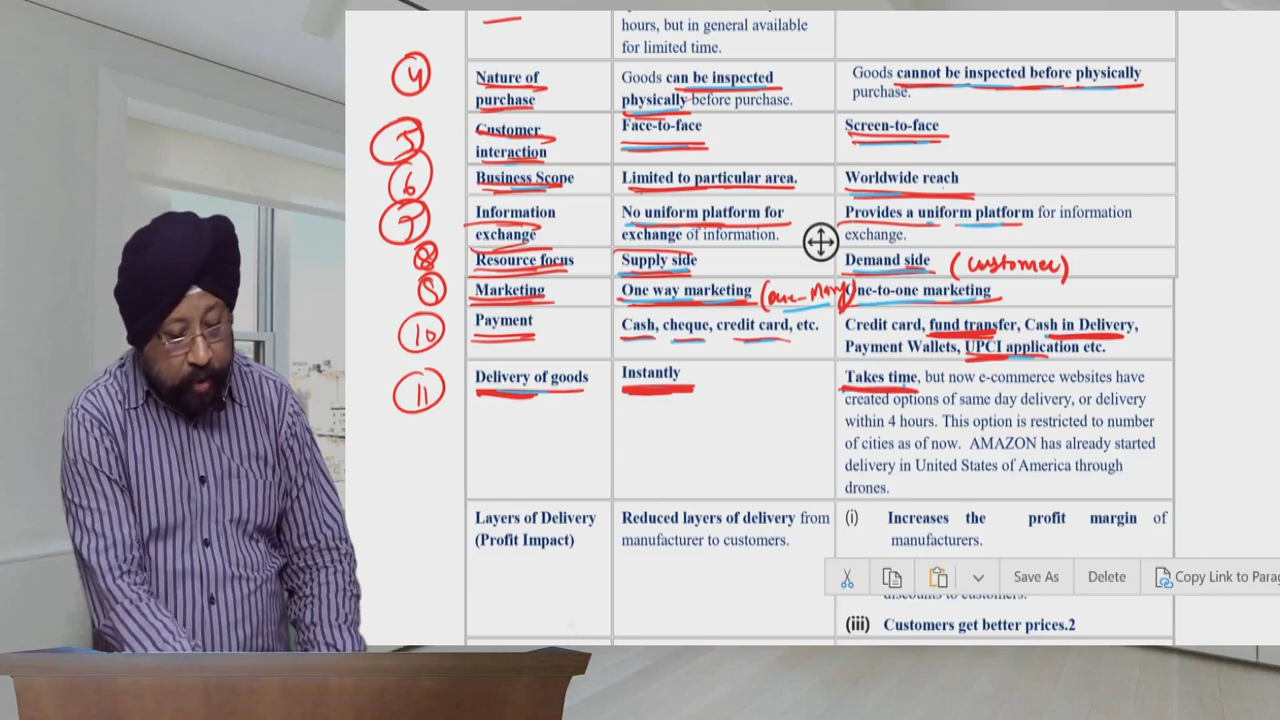 hours, but in general available
for limited time.
4
Nature of
purchase
Goods can be inspected
physically before purchase.
Goods cannot be inspected before physically
purchase.
5
Customer
interaction
Face-to-face
Screen-to-face
6
Business Scope
Limited to particular area.
Worldwide reach
7
Information
exchange
No uniform platform for
exchange of information.
Provides a uniform platform for information
exchange.
8
Resource focus
Supply side
Demand side
(customer)
Marketing
One way marketing
(one-many)
One-to-one marketing
10
Payment
Cash, cheque, credit card, etc.
Credit card, fund transfer, Cash in Delivery,
Payment Wallets, UPCI application etc.
11
Delivery of goods
Instantly
Takes time, but now e-commerce websites have
created options of same day delivery, or delivery
within 4 hours. This option is restricted to number
of cities as of now. AMAZON has already started
delivery in United States of America through
drones.
Layers of Delivery
(Profit Impact)
Reduced layers of delivery from
manufacturer to customers.
(i) Increases the profit margin of
manufacturers.
Save As
Delete
Copy Link to Parag
discounts to customers.
(iii) Customers get better prices.2